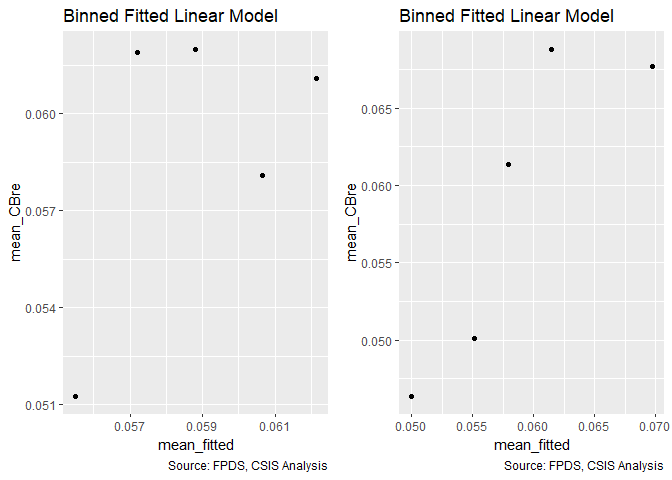 Binned Fitted Linear Model
mean_CBre
0.060
0.057
0.054
0.051
0.057
0.059
0.061
mean_fitted
Source: FPDS, CSIS Analysis
Binned Fitted Linear Model
mean_CBre
0.065
0.060
0.055
0.050
0.050
0.055
0.060
0.065
0.070
mean_fitted
Source: FPDS, CSIS Analysis